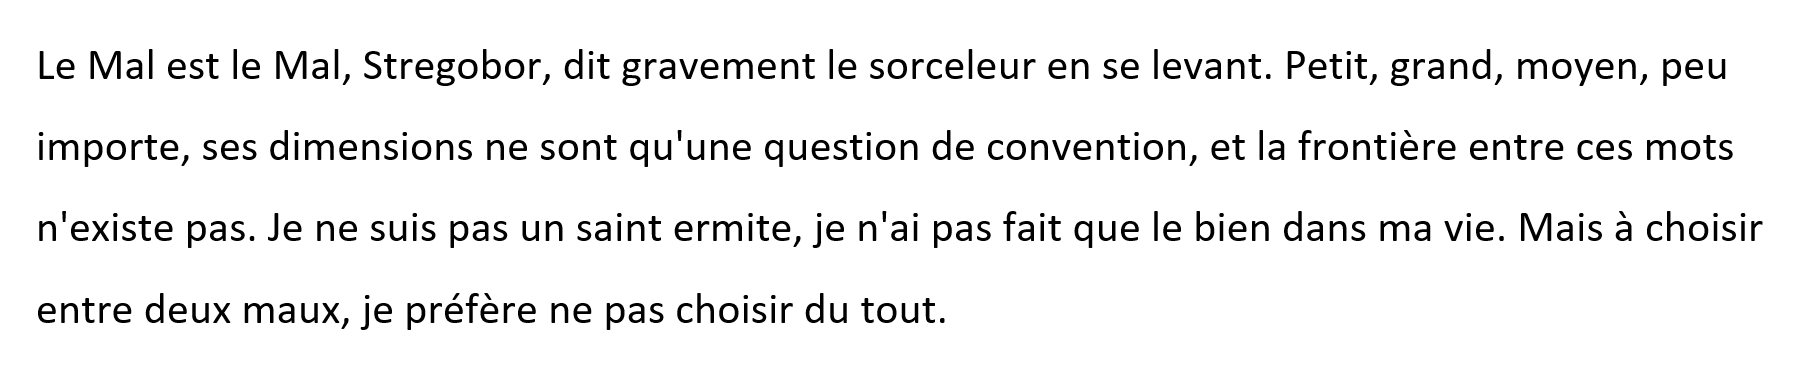 Le Mal est le Mal, Stregobor, dit gravement le sorceleur en se levant. Petit, grand, moyen, peu
importe, ses dimensions ne sont qu'une question de convention, et la frontière entre ces mots
n'existe pas. Je ne suis pas un saint ermite, je n'ai pas fait que le bien dans ma vie. Mais à choisir
entre deux maux, je préfère ne pas choisir du tout.